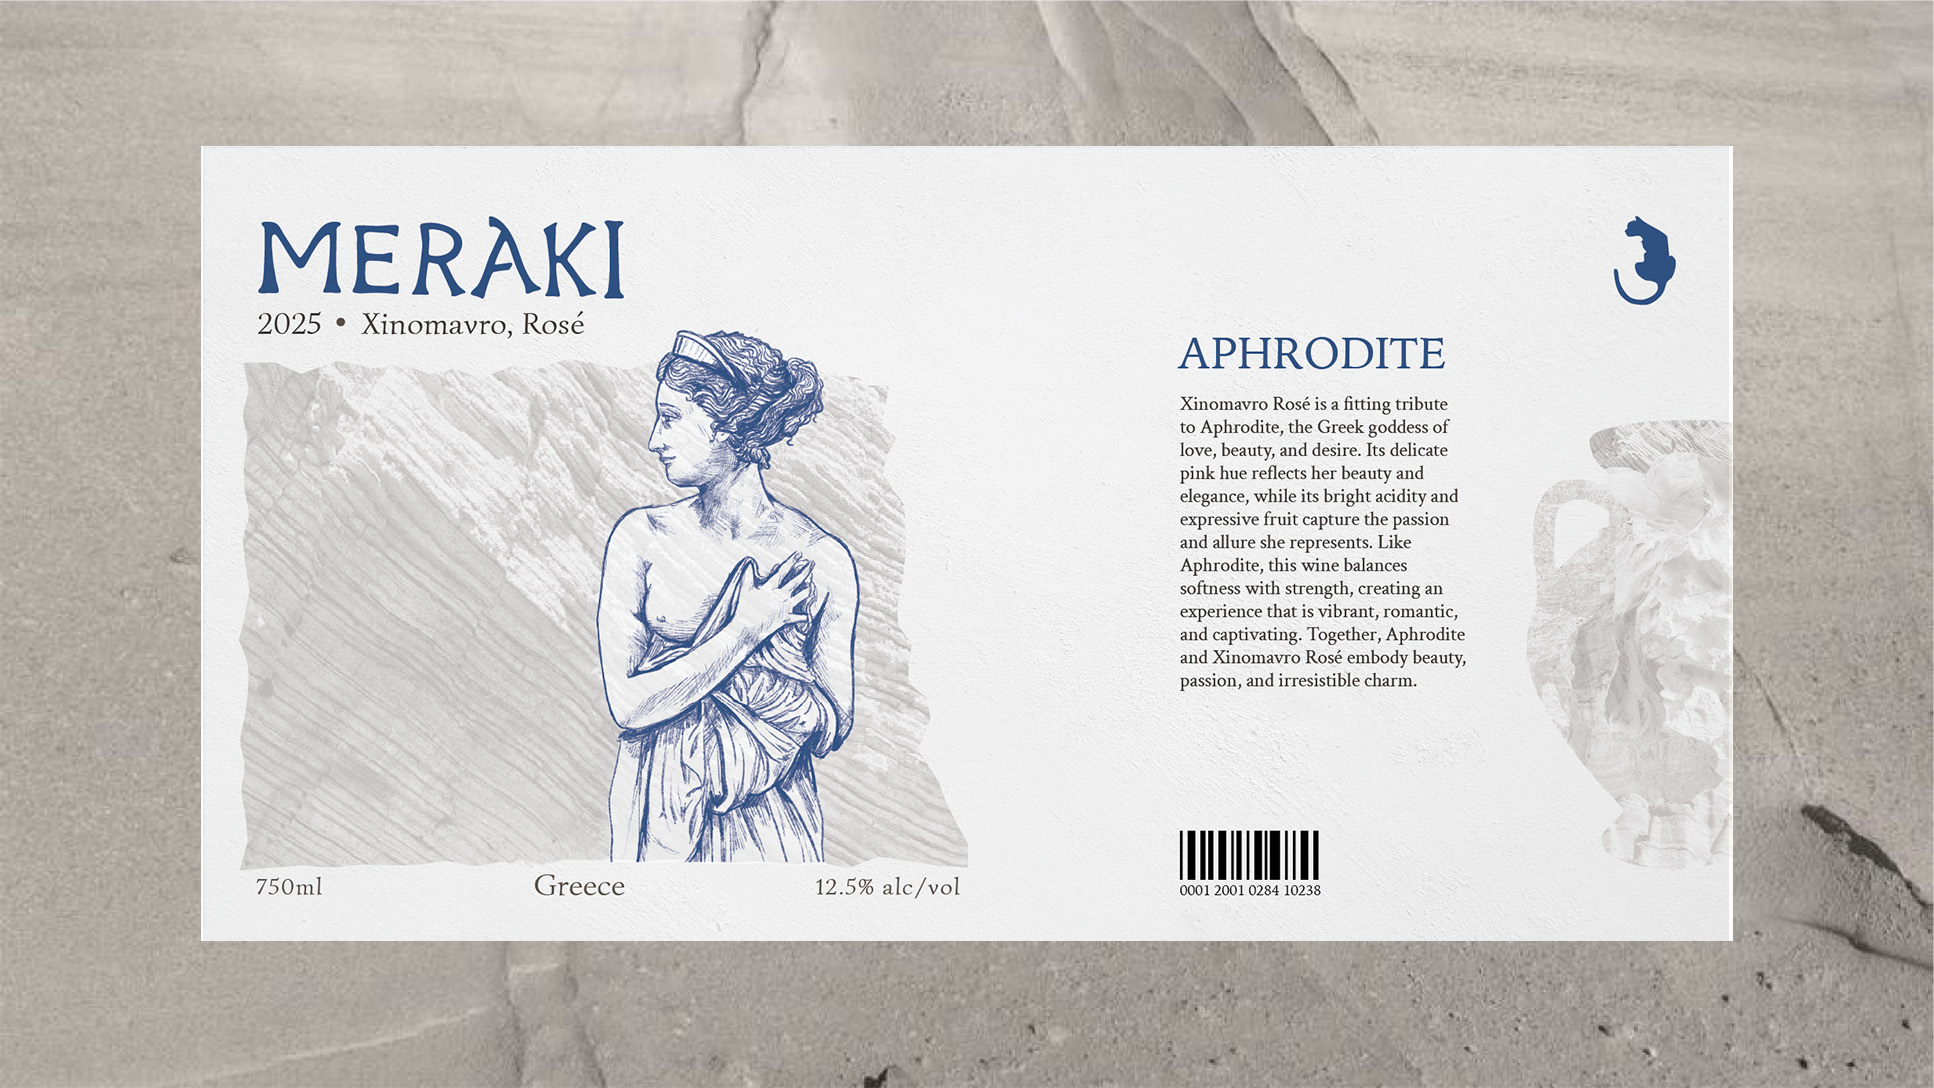 MERAKI
2025 • Xinomavro, Rosé
750ml
Greece
12.5% alc/vol
APHRODITE
Xinomavro Rosé is a fitting tribute
to Aphrodite, the Greek goddess of
love, beauty, and desire. Its delicate
pink hue reflects her beauty and
elegance, while its bright acidity and
expressive fruit capture the passion
and allure she represents. Like
Aphrodite, this wine balances
softness with strength, creating an
experience that is vibrant, romantic,
and captivating. Together, Aphrodite
and Xinomavro Rosé embody beauty,
passion, and irresistible charm.
0001 2001 0284 10238